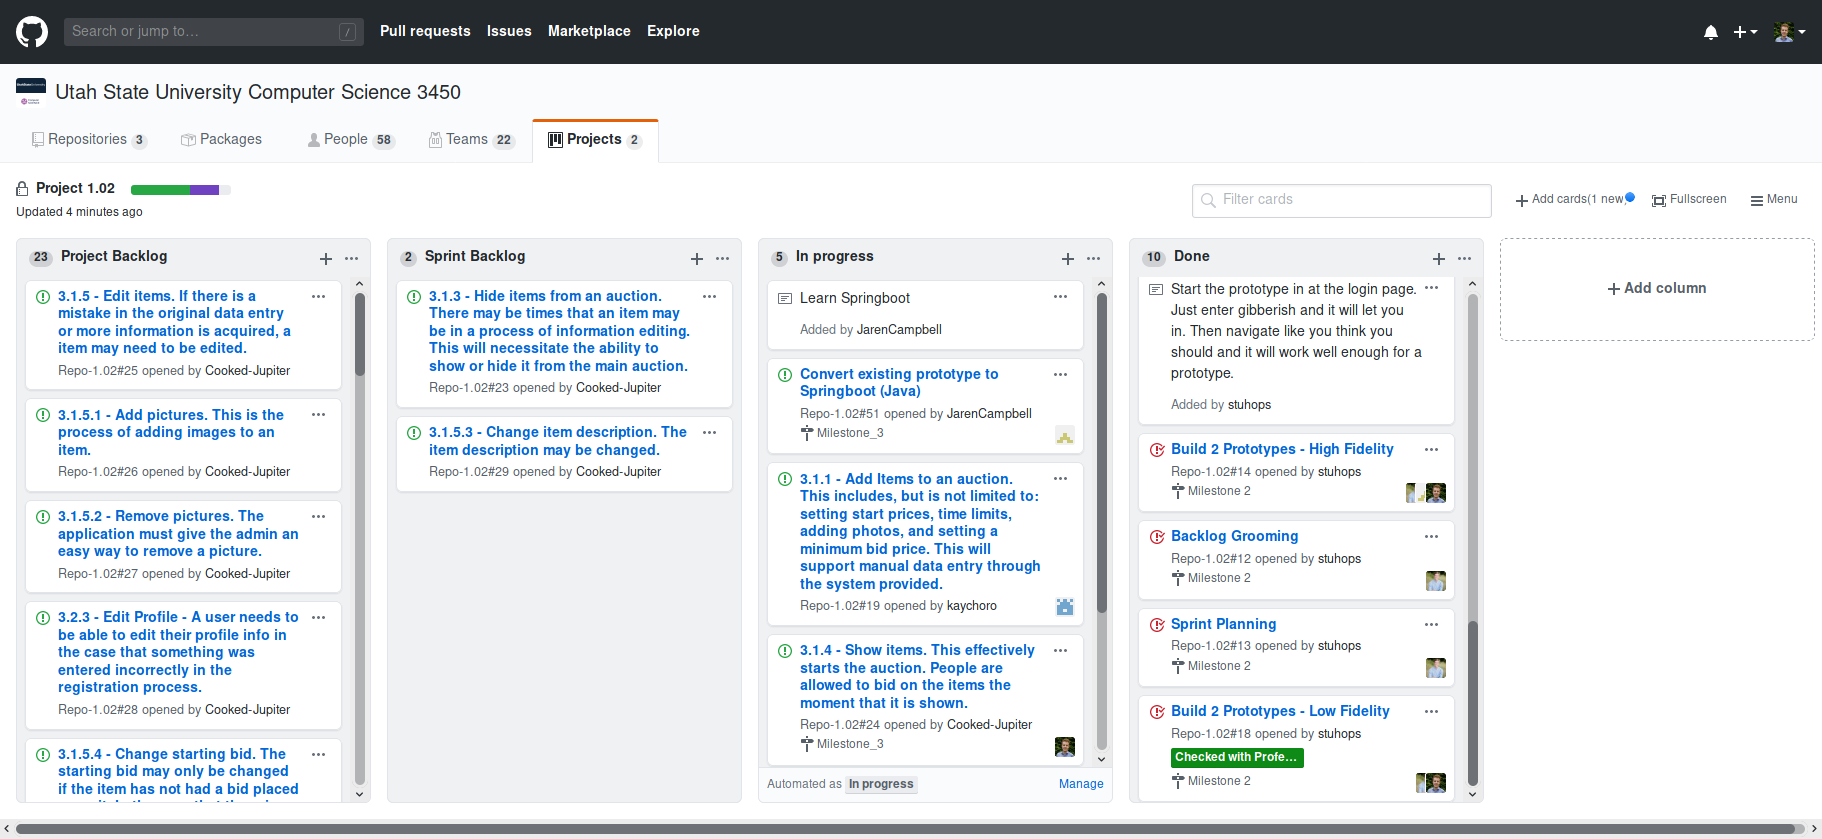 Search or jump to…
/
Pull requests
Issues
Marketplace
Explore
Utah State University Computer Science 3450
Repositories 3
Packages
People 58
Teams 22
Projects 2
Project 1.02
Updated 4 minutes ago
Filter cards
Add cards(1 new)
Fullscreen
Menu
23 Project Backlog
3.1.5 - Edit items. If there is a
mistake in the original data entry
or more information is acquired, a
item may need to be edited.
Repo-1.02#25 opened by Cooked-Jupiter
3.1.5.1 - Add pictures. This is the
process of adding images to an
item.
Repo-1.02#26 opened by Cooked-Jupiter
3.1.5.2 - Remove pictures. The
application must give the admin an
easy way to remove a picture.
Repo-1.02#27 opened by Cooked-Jupiter
3.2.3 - Edit Profile - A user needs to
be able to edit their profile info in
the case that something was
entered incorrectly in the
registration process.
Repo-1.02#28 opened by Cooked-Jupiter
3.1.5.4 - Change starting bid. The
starting bid may only be changed
if the item has not had a bid placed
2 Sprint Backlog
3.1.3 - Hide items from an auction.
There may be times that an item may
be in a process of information editing.
This will necessitate the ability to
show or hide it from the main auction.
Repo-1.02#23 opened by Cooked-Jupiter
3.1.5.3 - Change item description. The
item description may be changed.
Repo-1.02#29 opened by Cooked-Jupiter
5 In progress
Learn Springboot
Added by JarenCampbell
Convert existing prototype to
Springboot (Java)
Repo-1.02#51 opened by JarenCampbell
Milestone_3
3.1.1 - Add Items to an auction.
This includes, but is not limited to:
setting start prices, time limits,
adding photos, and setting a
minimum bid price. This will
support manual data entry through
the system provided.
Repo-1.02#19 opened by kaychoro
3.1.4 - Show items. This effectively
starts the auction. People are
allowed to bid on the items the
moment that it is shown.
Repo-1.02#24 opened by Cooked-Jupiter
Milestone_3
Automated as In progress
Manage
10 Done
Start the prototype in at the login page.
Just enter gibberish and it will let you
in. Then navigate like you think you
should and it will work well enough for a
prototype.
Added by stuhops
Build 2 Prototypes - High Fidelity
Repo-1.02#14 opened by stuhops
Milestone 2
Backlog Grooming
Repo-1.02#12 opened by stuhops
Milestone 2
Sprint Planning
Repo-1.02#13 opened by stuhops
Milestone 2
Build 2 Prototypes - Low Fidelity
Repo-1.02#18 opened by stuhops
Checked with Profe…
Milestone 2
Add column